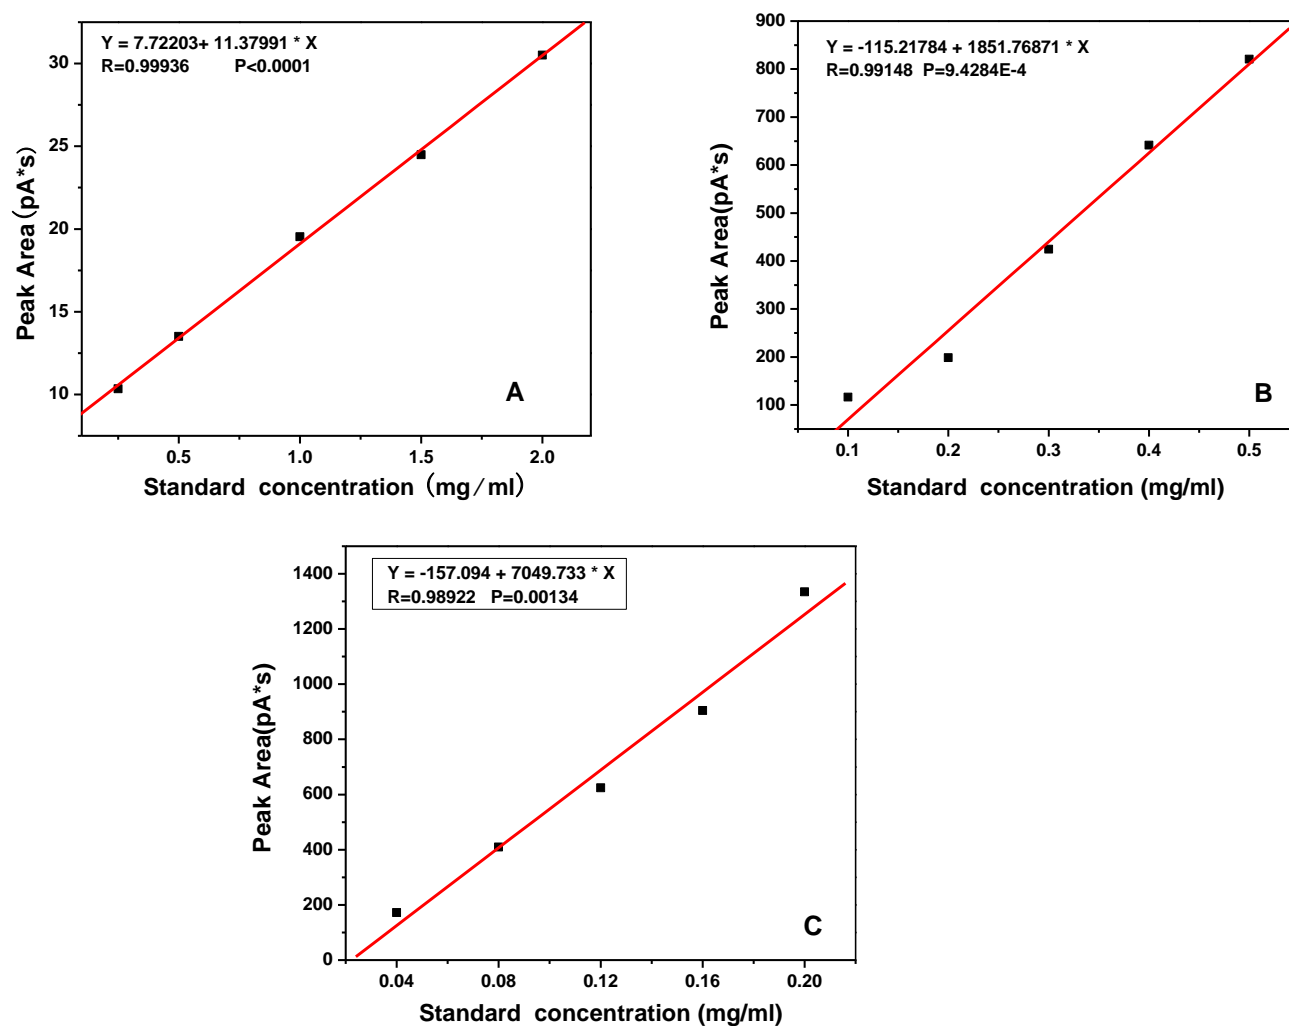 Y = 7.72203+ 11.37991 * X
R=0.99936 P<0.0001
30
25
20
15
10
Peak Area(pA*s)
A
0.5 1.0 1.5 2.0
Standard concentration (mg/ml)
Y = -115.21784 + 1851.76871 * X
R=0.99148 P=9.4284E-4
900
800
700
600
500
400
300
200
100
Peak Area(pA*s)
B
0.1 0.2 0.3 0.4 0.5
Standard concentration (mg/ml)
Y = -157.094 + 7049.733 * X
R=0.98922 P=0.00134
1400
1200
1000
800
600
400
200
0
Peak Area(pA*s)
C
0.04 0.08 0.12 0.16 0.20
Standard concentration (mg/ml)